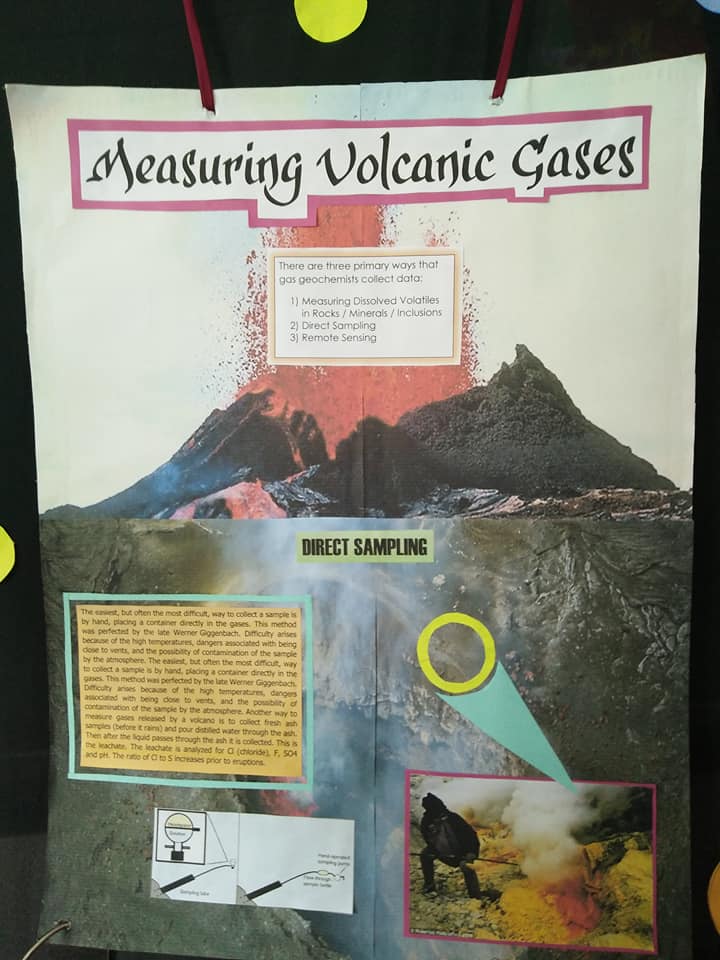 Measuring Volcanic Gases
There are three primary ways that
gas geochemists collect data:
1) Measuring Dissolved Volatiles
in Rocks / Minerals / Inclusions
2) Direct Sampling
3) Remote Sensing
DIRECT SAMPLING
The easiest, but often the most difficult, way to collect a sample is
by hand, placing a container directly in the gases. This method
was perfected by the late Werner Giggenbach. Difficulty arises
because of the high temperatures, dangers associated with being
close to vents, and the possibility of contamination of the sample
by the atmosphere. The easiest, but often the most difficult, way
to collect a sample is by hand, placing a container directly in the
gases. This method was perfected by the late Werner Giggenbach.
Difficulty arises because of the high temperatures, dangers
associated with being close to vents, and the possibility of
contamination of the sample by the atmosphere. Another way to
measure gases released by a volcano is to collect fresh ash
samples (before it rains) and pour distilled water through the ash.
Then after the liquid passes through the ash it is collected. This is
the leachate. The leachate is analyzed for Cl (chloride), F, SO4
and pH. The ratio of Cl to S increases prior to eruptions.
Headspace
Solution
Sampling tube
Hand-operated
sampling pump
Flow-through
sample bottle